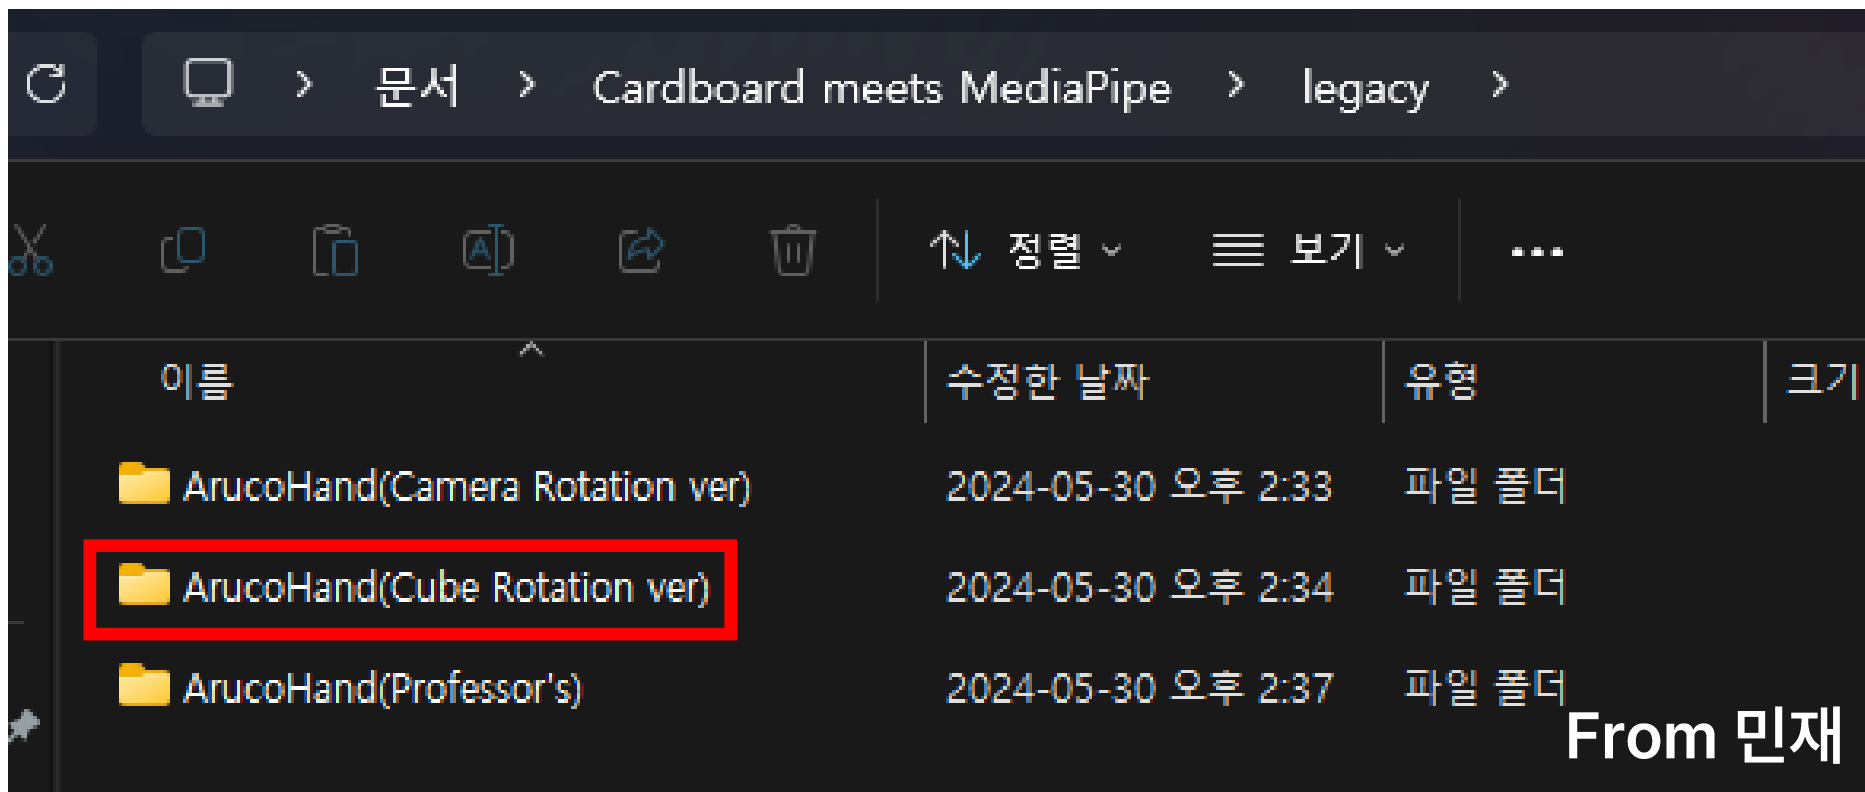 문서 > Cardboard meets MediaPipe > legacy >
정렬 보기 ...
이름 수정한 날짜 유형 크기
ArucoHand(Camera Rotation ver) 2024-05-30 오후 2:33 파일 폴더
ArucoHand(Cube Rotation ver) 2024-05-30 오후 2:34 파일 폴더
ArucoHand(Professor's) 2024-05-30 오후 2:37 파일 폴더
From 민재